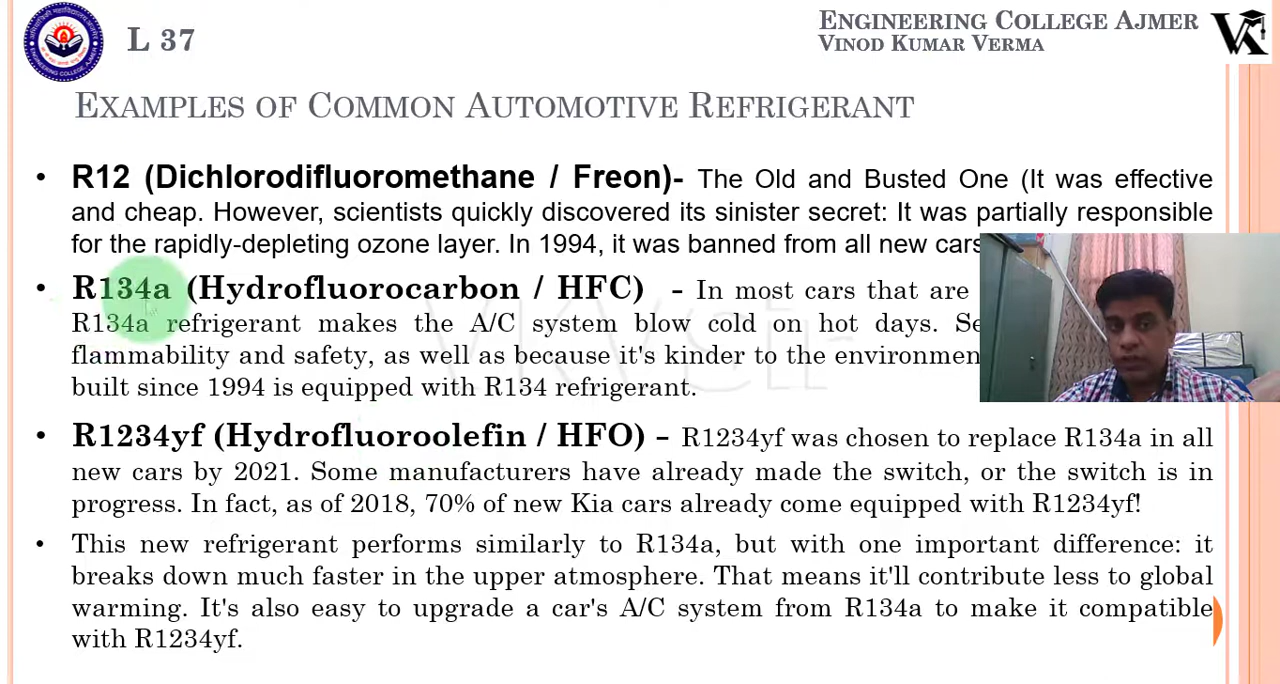 L 37
ENGINEERING COLLEGE AJMER
VINOD KUMAR VERMA
VK
EXAMPLES OF COMMON AUTOMOTIVE REFRIGERANT
• R12 (Dichlorodifluoromethane / Freon)- The Old and Busted One (It was effective
and cheap. However, scientists quickly discovered its sinister secret: It was partially responsible
for the rapidly-depleting ozone layer. In 1994, it was banned from all new cars
• R134a (Hydrofluorocarbon / HFC) - In most cars that are
R134a refrigerant makes the A/C system blow cold on hot days. Se
flammability and safety, as well as because it's kinder to the environmen
built since 1994 is equipped with R134 refrigerant.
• R1234yf (Hydrofluoroolefin / HFO) – R1234yf was chosen to replace R134a in all
new cars by 2021. Some manufacturers have already made the switch, or the switch is in
progress. In fact, as of 2018, 70% of new Kia cars already come equipped with R1234yf!
• This new refrigerant performs similarly to R134a, but with one important difference: it
breaks down much faster in the upper atmosphere. That means it'll contribute less to global
warming. It's also easy to upgrade a car's A/C system from R134a to make it compatible
with R1234yf.